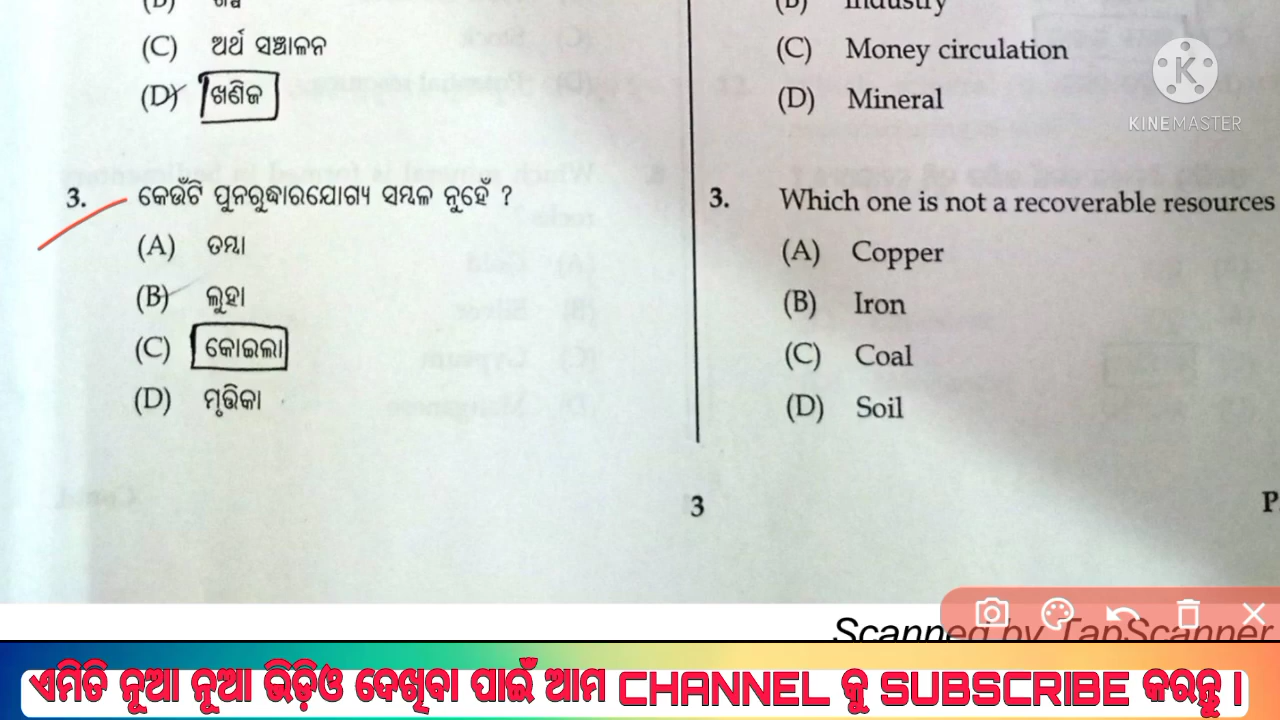 (C) ଅର୍ଥ ସଞ୍ଚାଳନ
(D) ଖଣିଜ
3. କେଉଁଟି ପୁନରୁଦ୍ଧାରଯୋଗ୍ୟ ସମ୍ବଳ ନୁହେଁ ?
(A) ତମ୍ବା
(B) ଲୁହା
(C) କୋଇଲା
(D) ମୃତ୍ତିକା
(B) Industry
(C) Money circulation
(D) Mineral
3. Which one is not a recoverable resources
(A) Copper
(B) Iron
(C) Coal
(D) Soil
3
KINEMASTER
Scanned by TapScanner
ଏମିତି ନୂଆ ନୂଆ ଭିଡ଼ିଓ ଦେଖିବା ପାଇଁ ଆମ CHANNEL କୁ SUBSCRIBE କରନ୍ତୁ ।